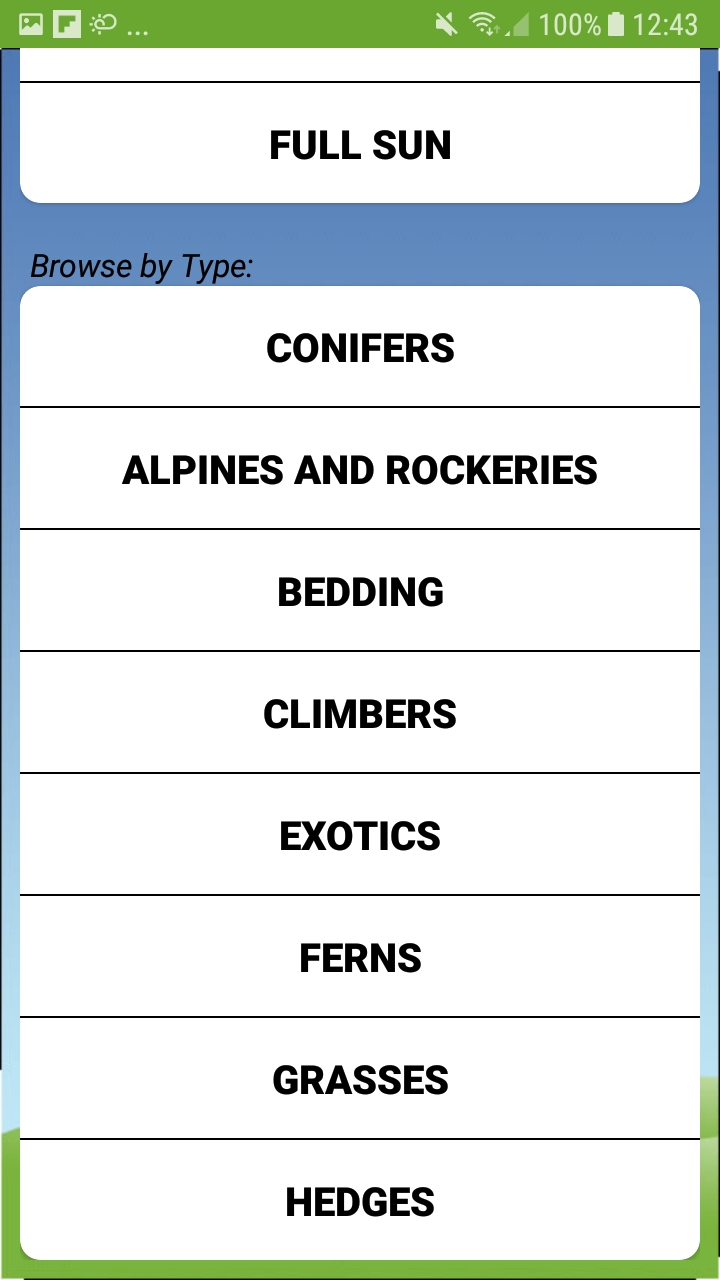 ... 100% 12:43
FULL SUN
Browse by Type:
CONIFERS
ALPINES AND ROCKERIES
BEDDING
CLIMBERS
EXOTICS
FERNS
GRASSES
HEDGES